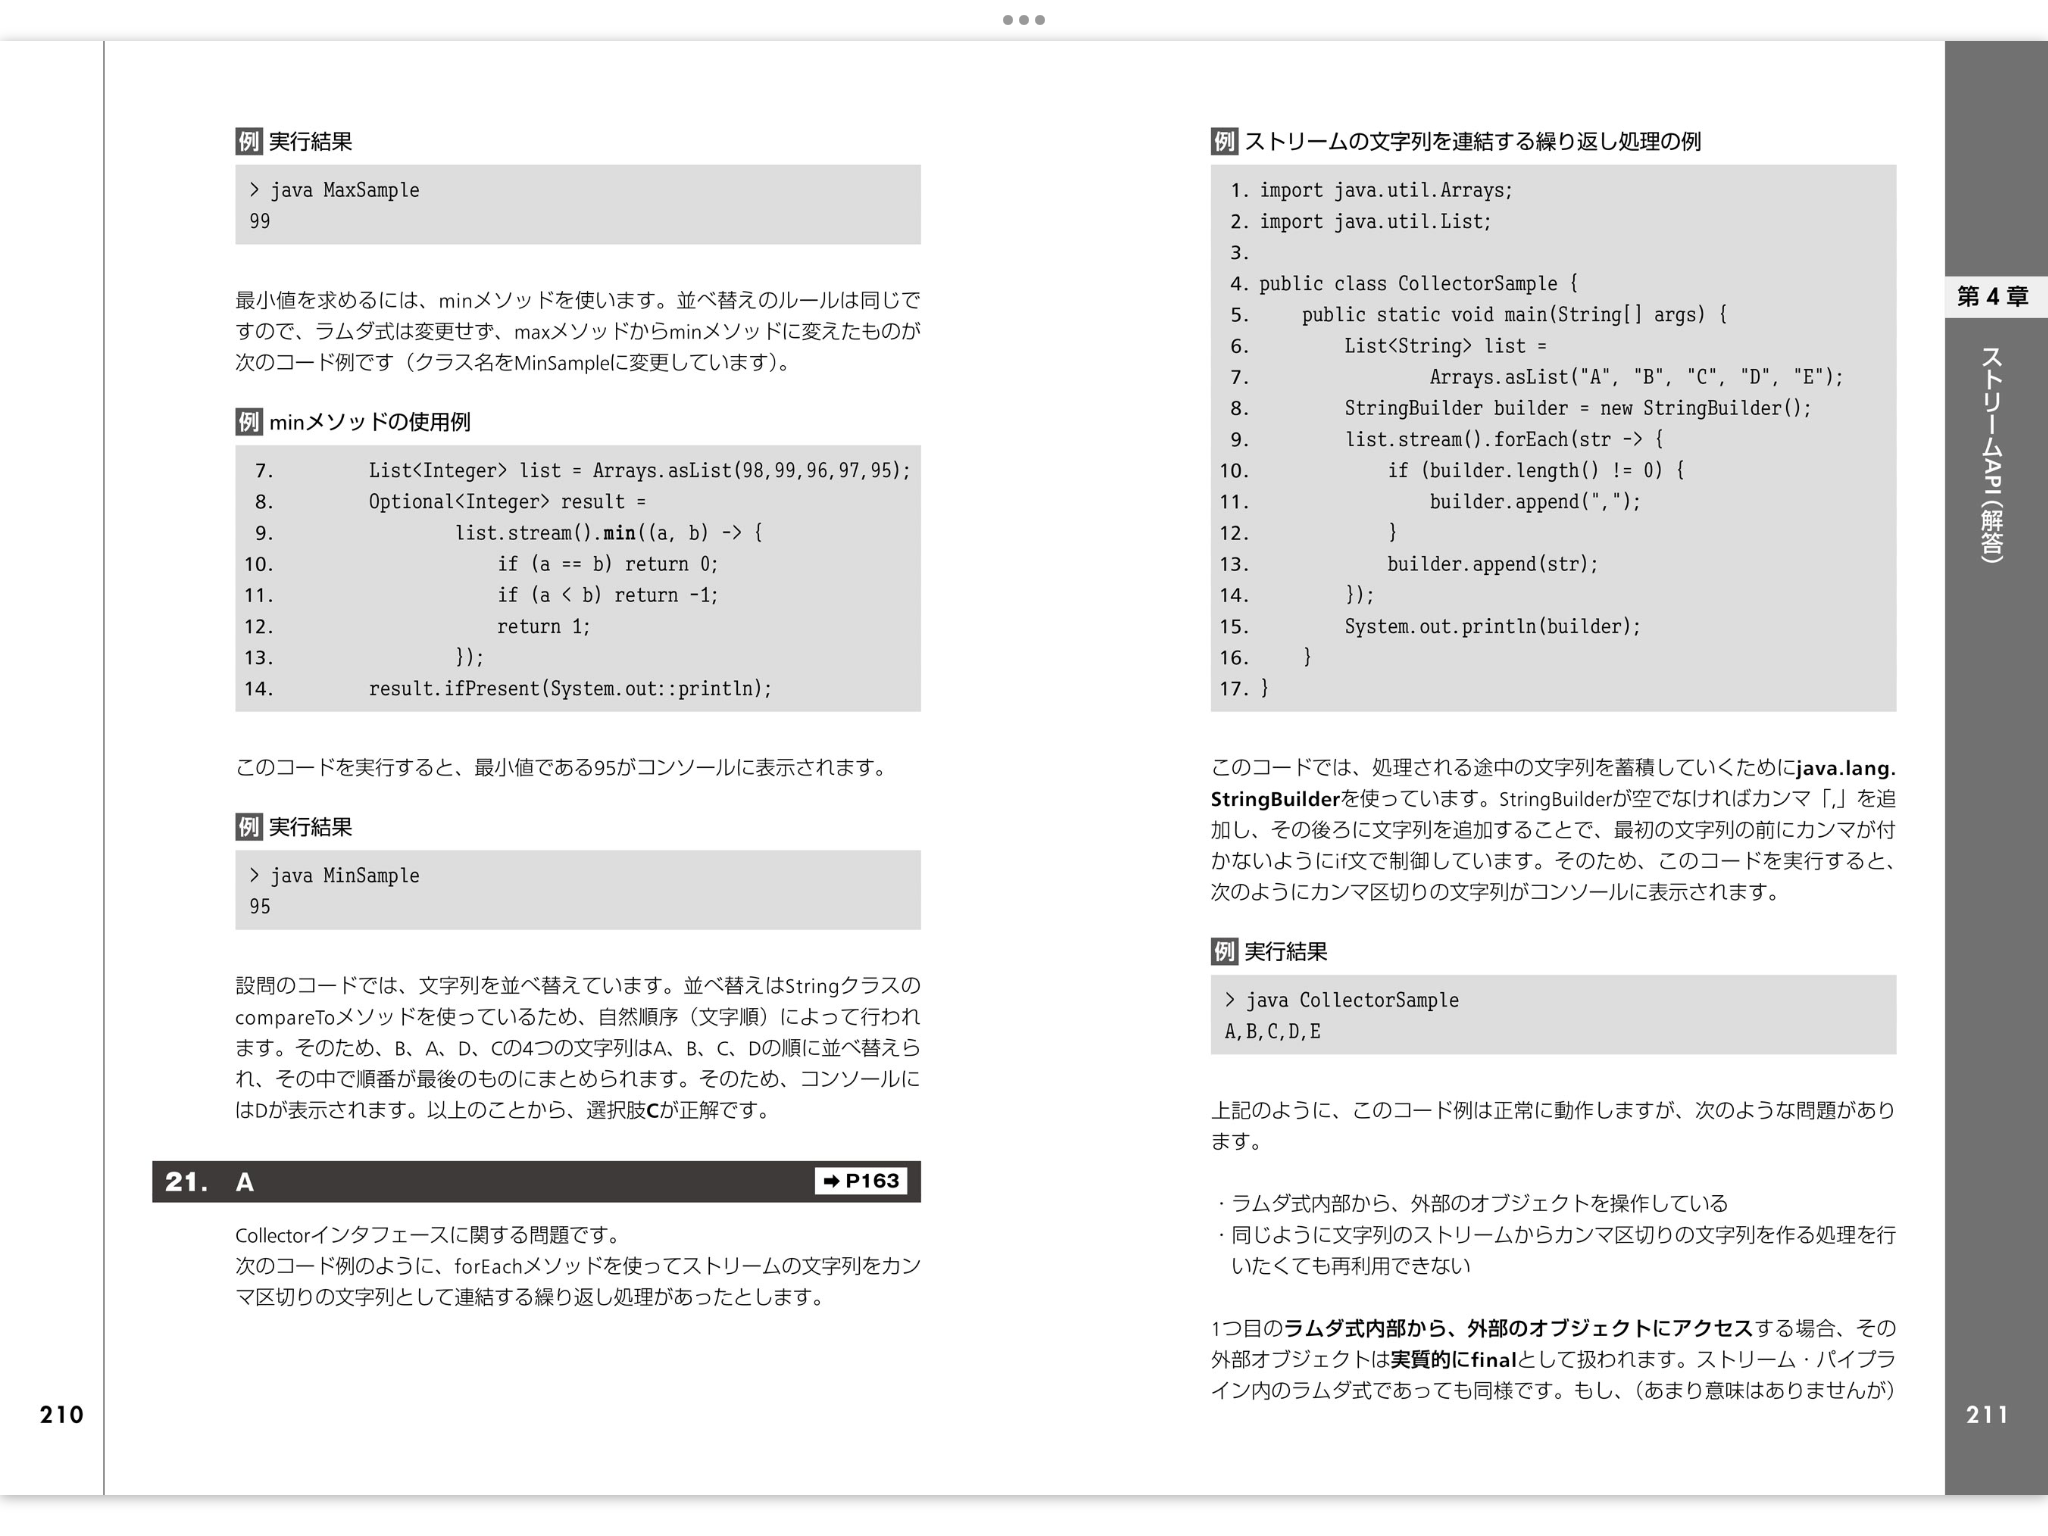 例 実行結果
> java MaxSample
99
最小値を求めるには、minメソッドを使います。並べ替えのルールは同じで
すので、ラムダ式は変更せず、maxメソッドからminメソッドに変えたものが
次のコード例です（クラス名をMinSampleに変更しています）。
例 minメソッドの使用例
7.         List<Integer> list = Arrays.asList(98,99,96,97,95);
8.         Optional<Integer> result =
9.                 list.stream().min((a, b) -> {
10.                     if (a == b) return 0;
11.                     if (a < b) return -1;
12.                     return 1;
13.                 });
14.         result.ifPresent(System.out::println);
このコードを実行すると、最小値である95がコンソールに表示されます。
例 実行結果
> java MinSample
95
設問のコードでは、文字列を並べ替えています。並べ替えはStringクラスの
compareToメソッドを使っているため、自然順序（文字順）によって行われ
ます。そのため、B、A、D、Cの4つの文字列はA、B、C、Dの順に並べ替えら
れ、その中で順番が最後のものにまとめられます。そのため、コンソールに
はDが表示されます。以上のことから、選択肢Cが正解です。
21. A ➡ P163
Collectorインタフェースに関する問題です。
次のコード例のように、forEachメソッドを使ってストリームの文字列をカン
マ区切りの文字列として連結する繰り返し処理があったとします。
210
例 ストリームの文字列を連結する繰り返し処理の例
1. import java.util.Arrays;
2. import java.util.List;
3.
4. public class CollectorSample {
5.     public static void main(String[] args) {
6.         List<String> list =
7.                 Arrays.asList("A", "B", "C", "D", "E");
8.         StringBuilder builder = new StringBuilder();
9.         list.stream().forEach(str -> {
10.             if (builder.length() != 0) {
11.                 builder.append(",");
12.             }
13.             builder.append(str);
14.         });
15.         System.out.println(builder);
16.     }
17. }
このコードでは、処理される途中の文字列を蓄積していくためにjava.lang.
StringBuilderを使っています。StringBuilderが空でなければカンマ「,」を追
加し、その後ろに文字列を追加することで、最初の文字列の前にカンマが付
かないようにif文で制御しています。そのため、このコードを実行すると、
次のようにカンマ区切りの文字列がコンソールに表示されます。
例 実行結果
> java CollectorSample
A,B,C,D,E
上記のように、このコード例は正常に動作しますが、次のような問題があり
ます。
・ラムダ式内部から、外部のオブジェクトを操作している
・同じように文字列のストリームからカンマ区切りの文字列を作る処理を行
いたくても再利用できない
1つ目のラムダ式内部から、外部のオブジェクトにアクセスする場合、その
外部オブジェクトは実質的にfinalとして扱われます。ストリーム・パイプラ
イン内のラムダ式であっても同様です。もし、（あまり意味はありませんが）
第4章
ストリームAPI（解答）
211